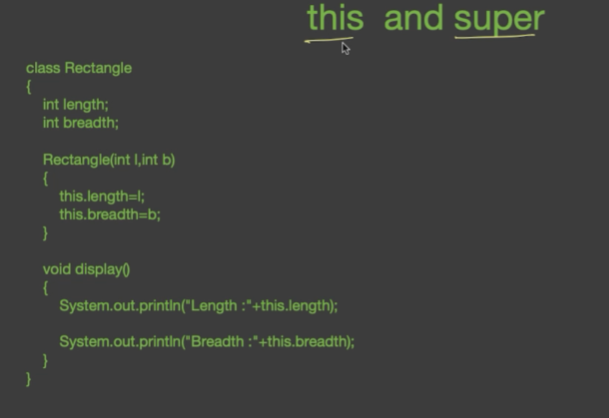 this and super
class Rectangle
{
int length;
int breadth;
Rectangle(int l,int b)
{
this.length=l;
this.breadth=b;
}
void display()
{
System.out.println("Length :"+this.length);
System.out.println("Breadth :"+this.breadth);
}
}